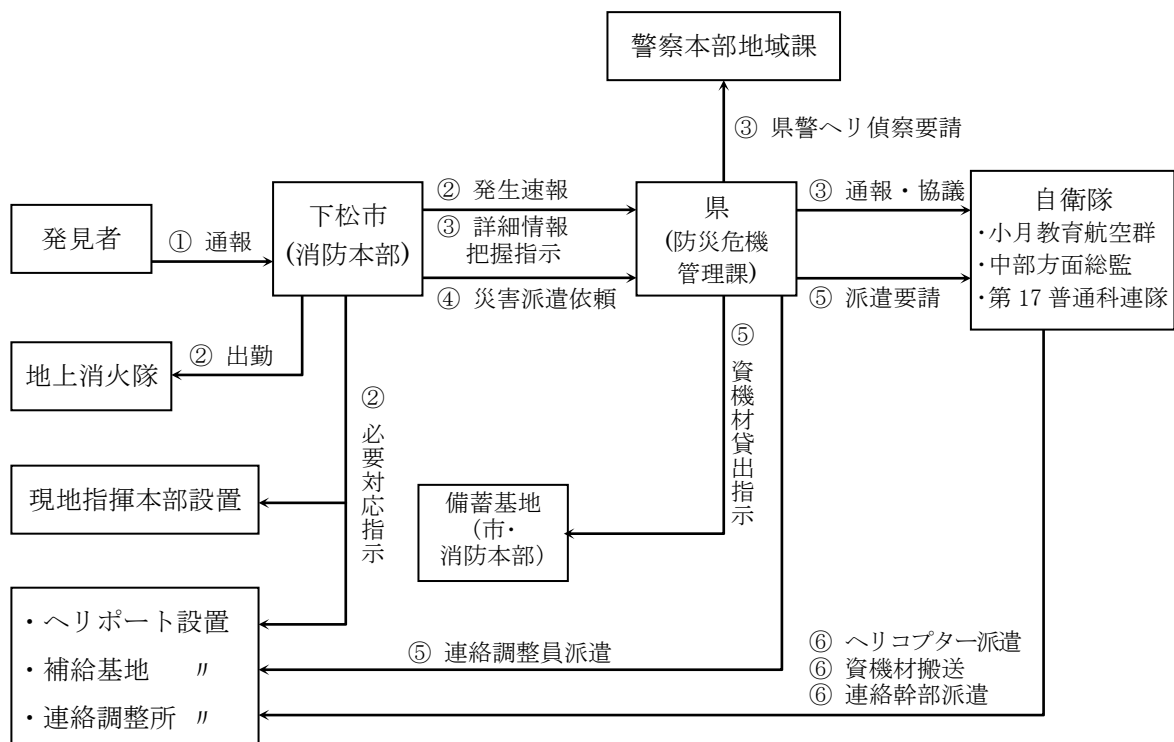 警察本部地域課
③ 県警ヘリ偵察要請
発見者
① 通報
下松市
(消防本部)
② 発生速報
③ 詳細情報
把握指示
④ 災害派遣依頼
県
(防災危機
管理課)
③ 通報・協議
⑤ 派遣要請
自衛隊
・小月教育航空群
・中部方面総監
・第 17 普通科連隊
② 出勤
地上消火隊
② 必要対応指示
⑤ 資機材貸出指示
現地指揮本部設置
備蓄基地
(市・
消防本部)
・ヘリポート設置
・補給基地 〃
・連絡調整所 〃
⑤ 連絡調整員派遣
⑥ ヘリコプター派遣
⑥ 資機材搬送
⑥ 連絡幹部派遣